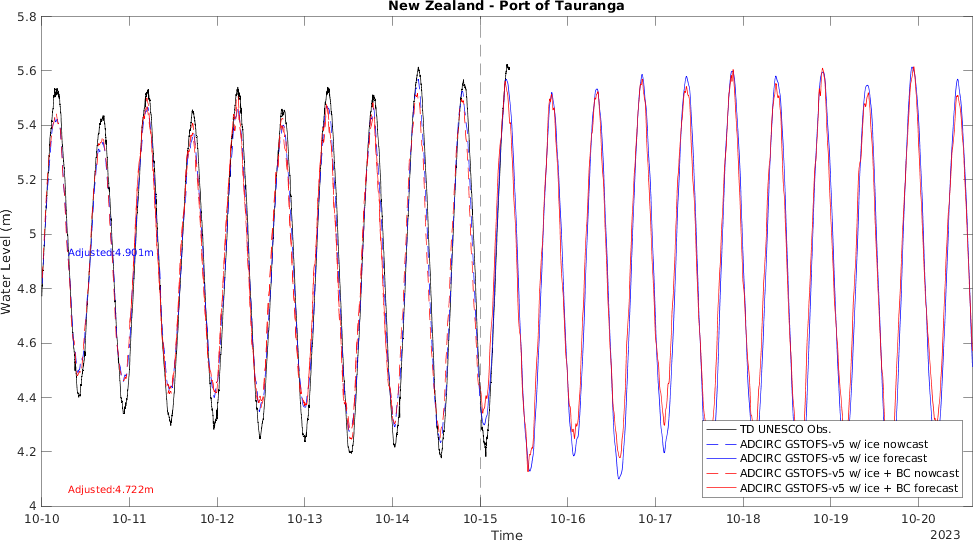 New Zealand - Port of Tauranga
5.8
5.6
5.4
5.2
5
4.8
4.6
4.4
4.2
4
Water Level (m)
Adjusted:4.901m
Adjusted:4.722m
TD UNESCO Obs.
ADCIRC GSTOFS-v5 w/ ice nowcast
ADCIRC GSTOFS-v5 w/ ice forecast
ADCIRC GSTOFS-v5 w/ ice + BC nowcast
ADCIRC GSTOFS-v5 w/ ice + BC forecast
10-10 10-11 10-12 10-13 10-14 10-15 10-16 10-17 10-18 10-19 10-20
Time
2023